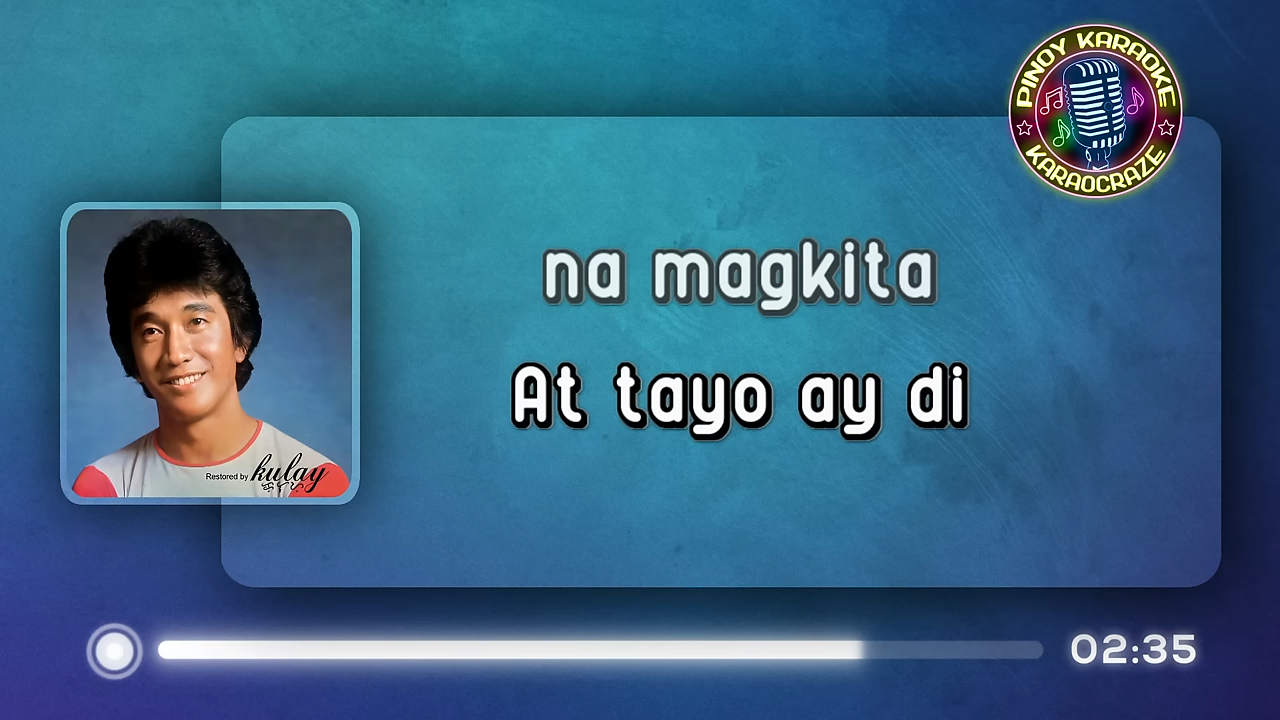 PINOY KARAOKE
KARAOCRAZE
na magkita
At tayo ay di
Restored by kulay
02:35